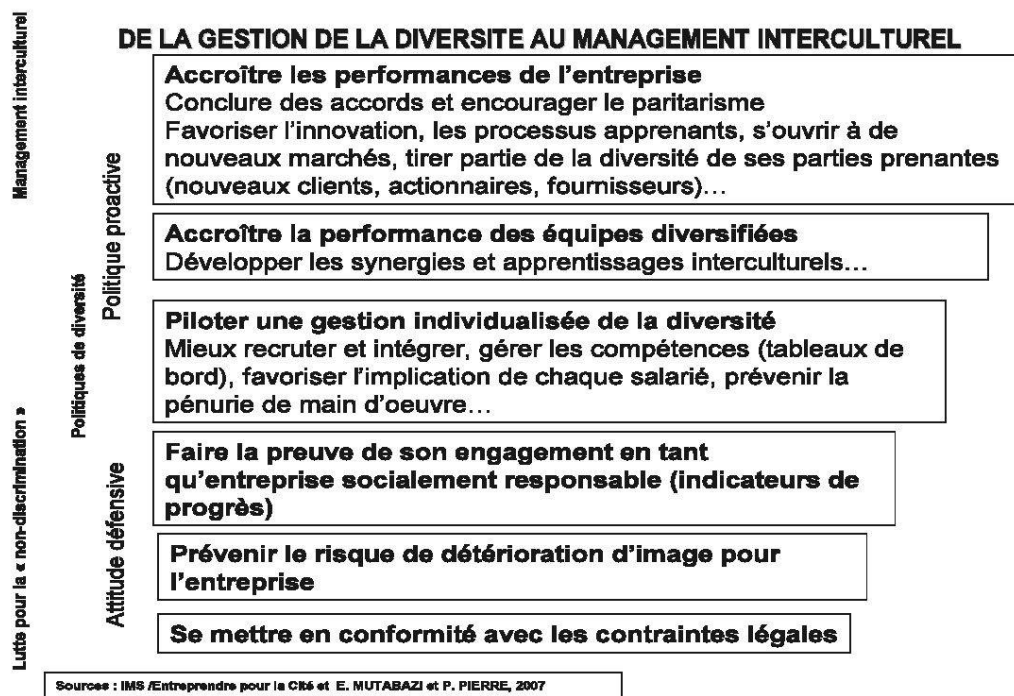 DE LA GESTION DE LA DIVERSITE AU MANAGEMENT INTERCULTUREL
Management interculturel
Accroître les performances de l'entreprise
Conclure des accords et encourager le paritarisme
Favoriser l'innovation, les processus apprenants, s'ouvrir à de
nouveaux marchés, tirer partie de la diversité de ses parties prenantes
(nouveaux clients, actionnaires, fournisseurs)…
Politique proactive
Accroître la performance des équipes diversifiées
Développer les synergies et apprentissages interculturels…
Politiques de diversité
Piloter une gestion individualisée de la diversité
Mieux recruter et intégrer, gérer les compétences (tableaux de
bord), favoriser l'implication de chaque salarié, prévenir la
pénurie de main d'oeuvre…
Lutte pour la « non-discrimination »
Attitude défensive
Faire la preuve de son engagement en tant
qu'entreprise socialement responsable (indicateurs de
progrès)
Prévenir le risque de détérioration d'image pour
l'entreprise
Se mettre en conformité avec les contraintes légales
Sources : IMS /Entreprendre pour la Cité et E. MUTABAZI et P. PIERRE, 2007